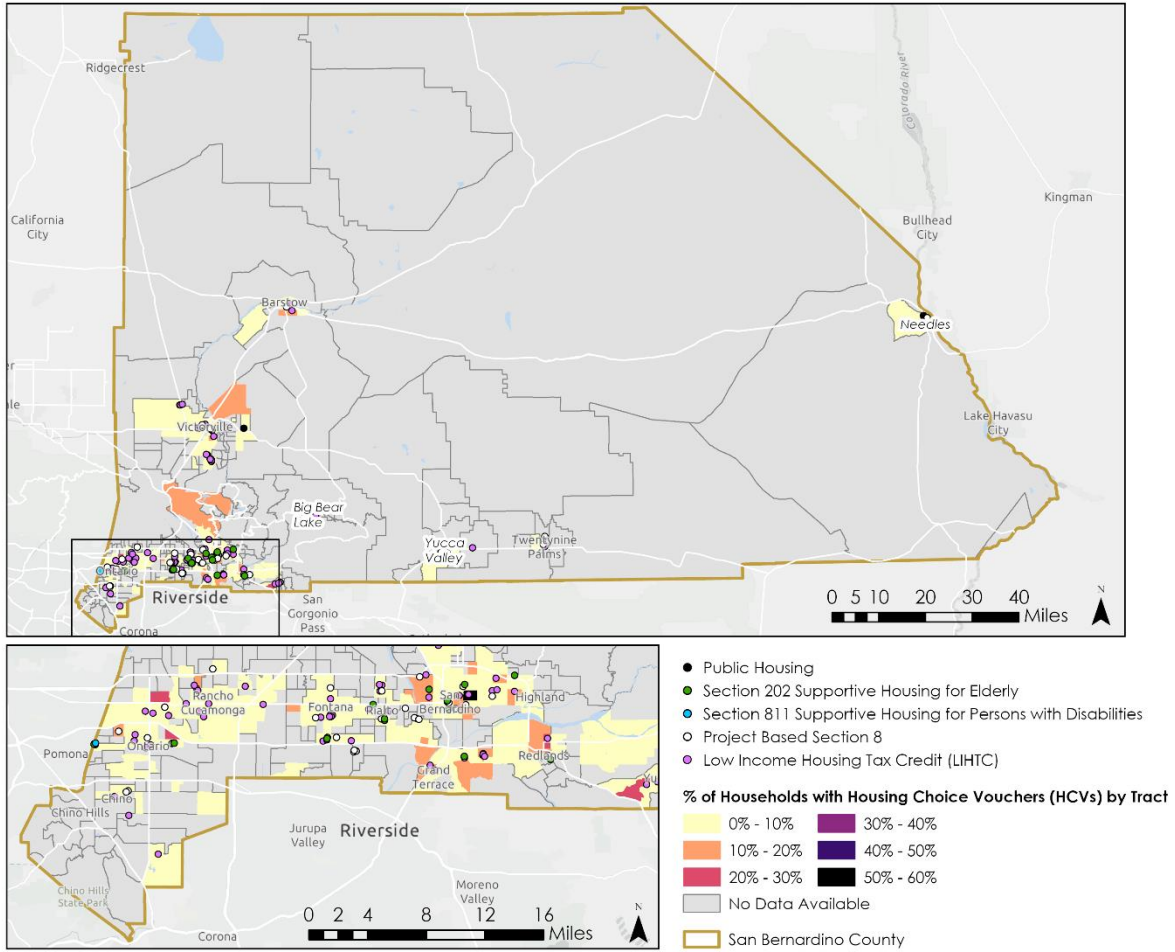 Ridgecrest
California
City
Colorado River
Kingman
Bullhead
City
Barstow
Needles
Lake Havasu
City
Victorville
Big Bear
Lake
Yucca
Valley
Twentynine
Palms
Ontario
Riverside
San
Gorgonio
Pass
Corona
0 5 10 20 30 40
Miles
N
Rancho
Cucamonga
Fontana
Rialto
San
Bernardino
Highland
Pomona
Ontario
Redlands
Grand
Terrace
Yu
Chino
Chino Hills
Jurupa
Valley
Riverside
Chino Hills
State Park
Moreno
Valley
Corona
0 2 4 8 12 16
Miles
N
Public Housing
Section 202 Supportive Housing for Elderly
Section 811 Supportive Housing for Persons with Disabilities
Project Based Section 8
Low Income Housing Tax Credit (LIHTC)
% of Households with Housing Choice Vouchers (HCVs) by Tract
0% - 10% 30% - 40%
10% - 20% 40% - 50%
20% - 30% 50% - 60%
No Data Available
San Bernardino County